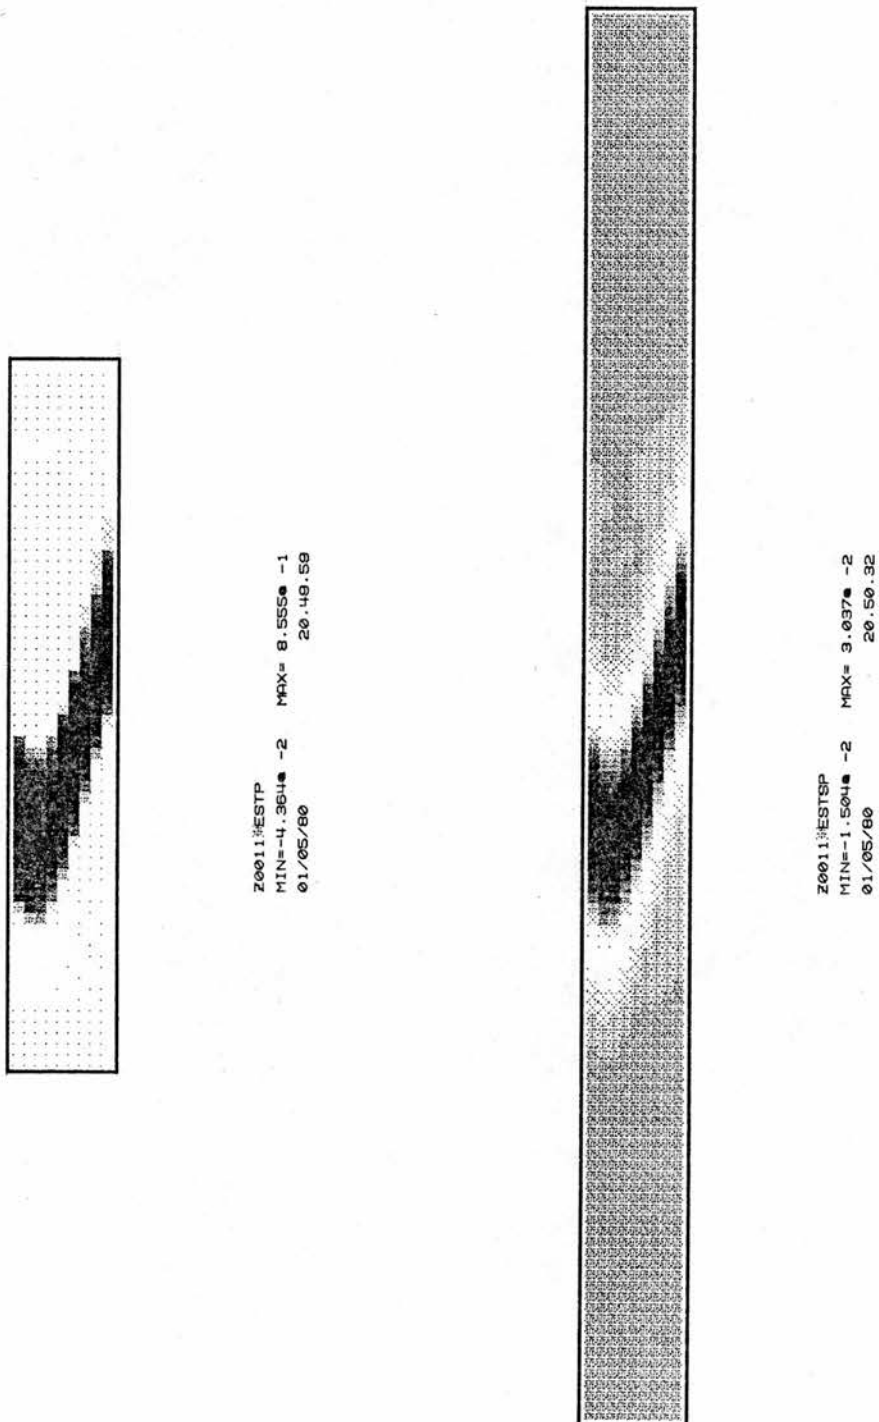 Z0011※ESTP
MIN=-4.364e -2 MAX= 8.555e -1
01/05/80 20.49.59
Z0011※ESTSP
MIN=-1.504e -2 MAX= 3.037e -2
01/05/80 20.50.32